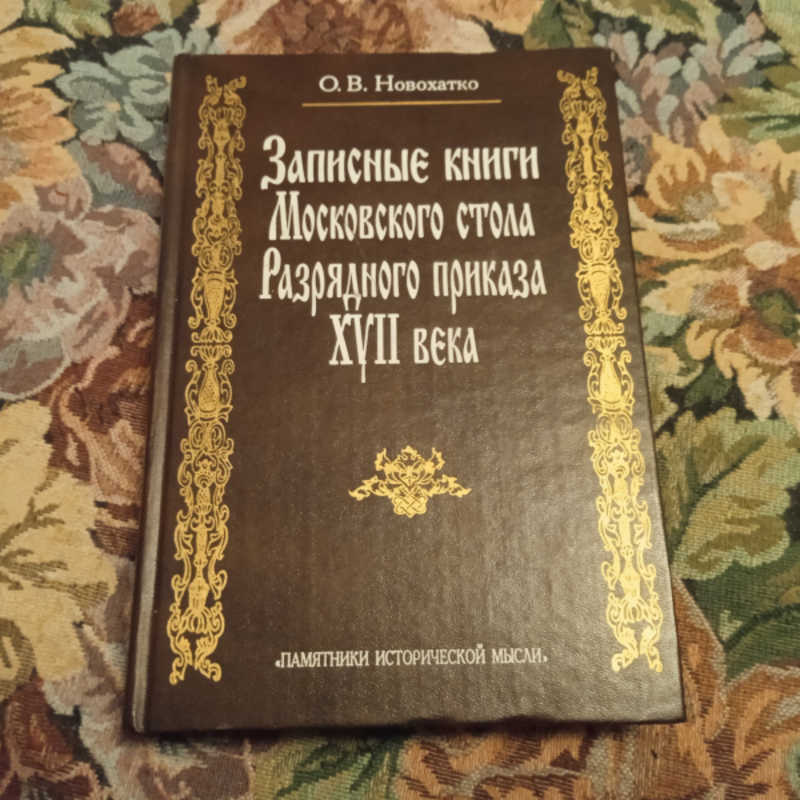 О. В. Новохатко
Записные книги
Московского стола
Разрядного приказа
XVII века
«ПАМЯТНИКИ ИСТОРИЧЕСКОЙ МЫСЛИ»